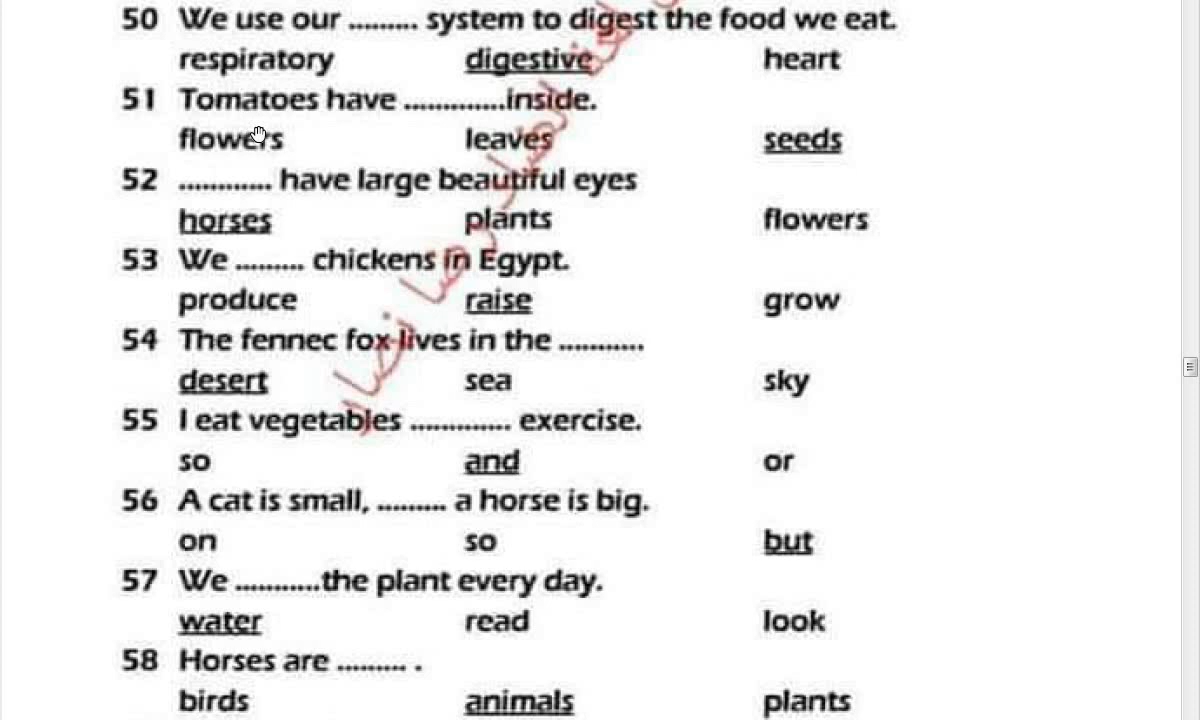 50 We use our ......... system to digest the food we eat.
respiratory digestive heart
51 Tomatoes have .............inside.
flowers leaves seeds
52 ............ have large beautiful eyes
horses plants flowers
53 We ......... chickens in Egypt.
produce raise grow
54 The fennec fox lives in the ...........
desert sea sky
55 I eat vegetables ............. exercise.
so and or
56 A cat is small, ......... a horse is big.
on so but
57 We ...........the plant every day.
water read look
58 Horses are ......... .
birds animals plants